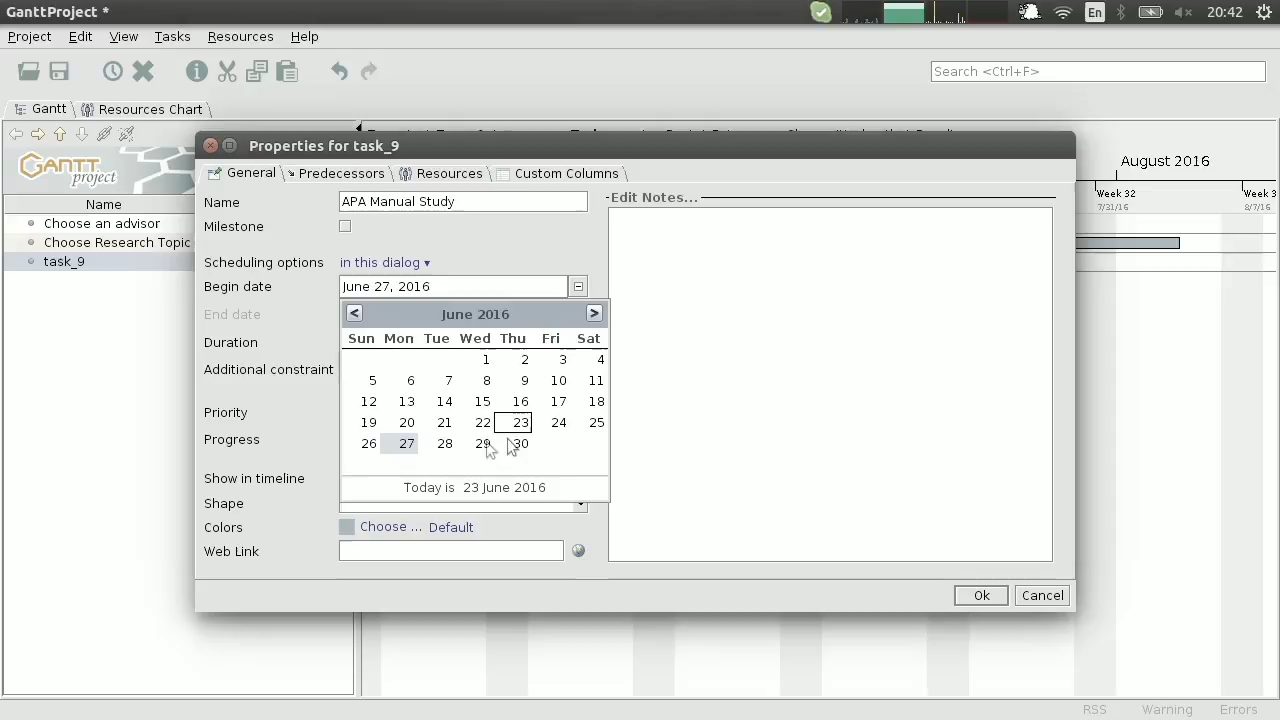 GanttProject *
En
20:42
Project Edit View Tasks Resources Help
Search <Ctrl+F>
Gantt
Resources Chart
GANTT
project
Name
Choose an advisor
Choose Research Topic
task_9
August 2016
Week 32
Week 3
7/31/16
8/7/16
Properties for task_9
General
Predecessors
Resources
Custom Columns
Name
APA Manual Study
Milestone
Scheduling options
in this dialog ▾
Begin date
June 27, 2016
End date
Duration
Additional constraint
Priority
Progress
Show in timeline
Shape
Colors
Choose ... Default
Web Link
< June 2016 >
Sun Mon Tue Wed Thu Fri Sat
1 2 3 4
5 6 7 8 9 10 11
12 13 14 15 16 17 18
19 20 21 22 23 24 25
26 27 28 29 30
Today is 23 June 2016
Edit Notes...
Ok
Cancel
RSS Warning Errors